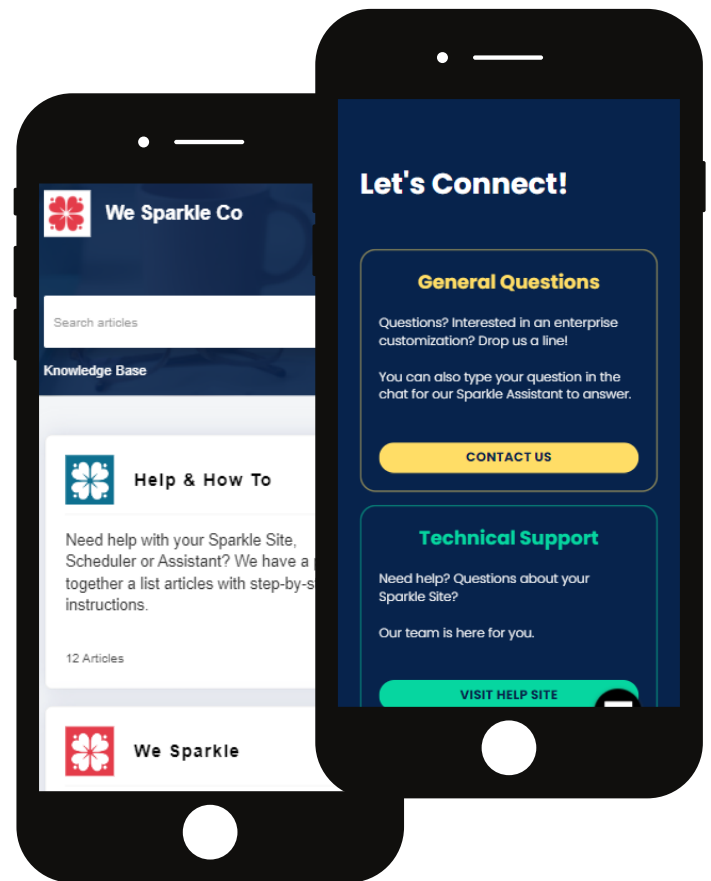 We Sparkle Co
Search articles
Knowledge Base
Help & How To
Need help with your Sparkle Site,
Scheduler or Assistant? We have a
together a list articles with step-by-s
instructions.
12 Articles
We Sparkle
Let's Connect!
General Questions
Questions? Interested in an enterprise
customization? Drop us a line!
You can also type your question in the
chat for our Sparkle Assistant to answer.
CONTACT US
Technical Support
Need help? Questions about your
Sparkle Site?
Our team is here for you.
VISIT HELP SITE